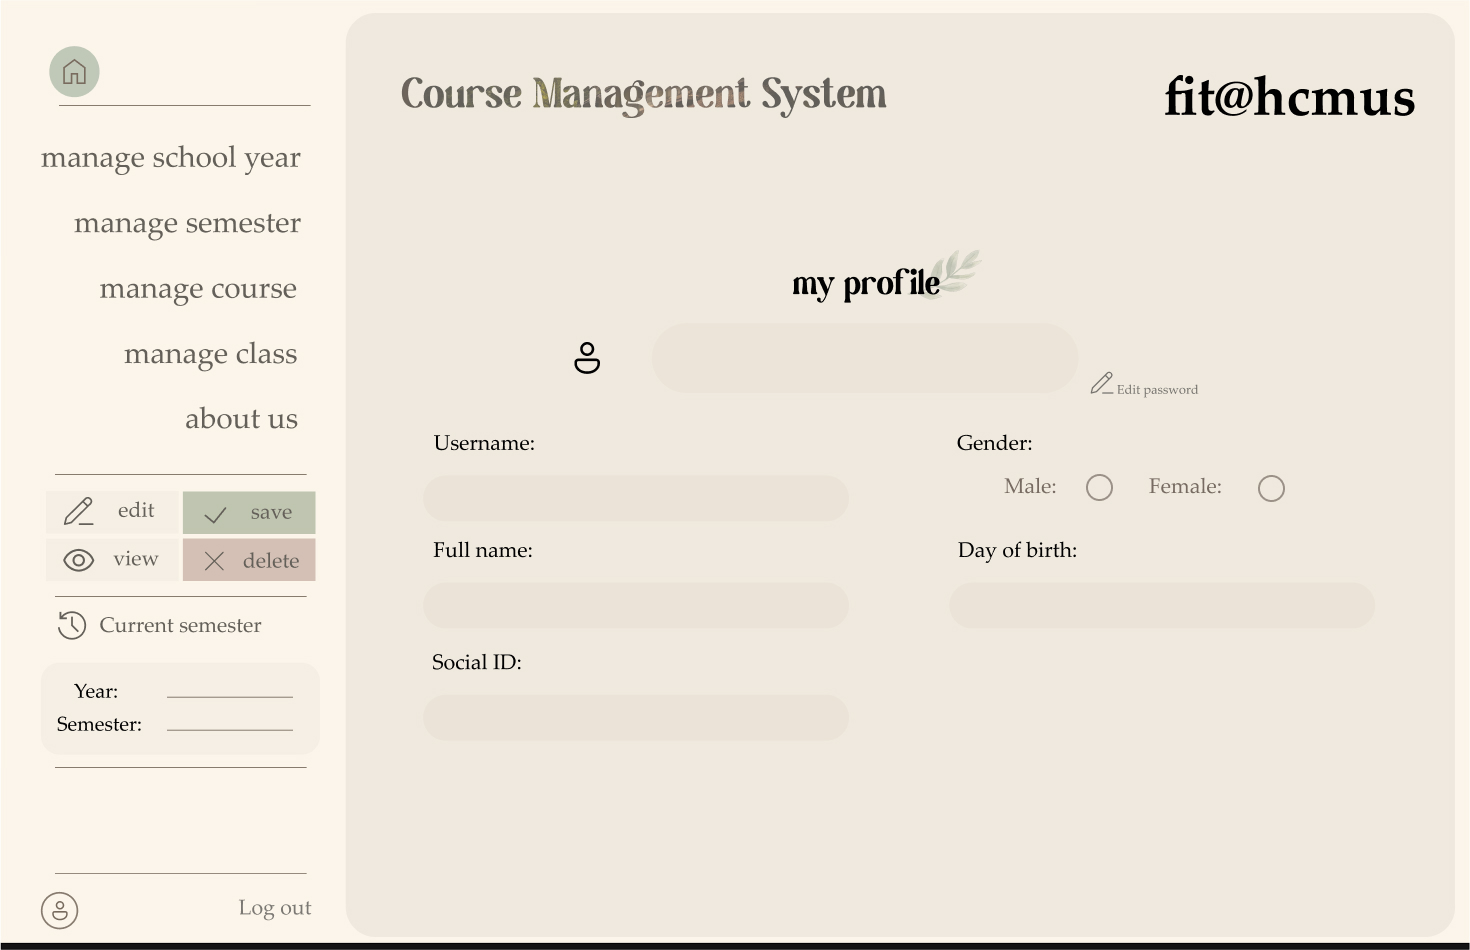 Course Management System
fit@hcmus
manage school year
manage semester
manage course
manage class
about us
edit
save
view
delete
Current semester
Year:
Semester:
Log out
my profile
Edit password
Username:
Gender:
Male:
Female:
Full name:
Day of birth:
Social ID: